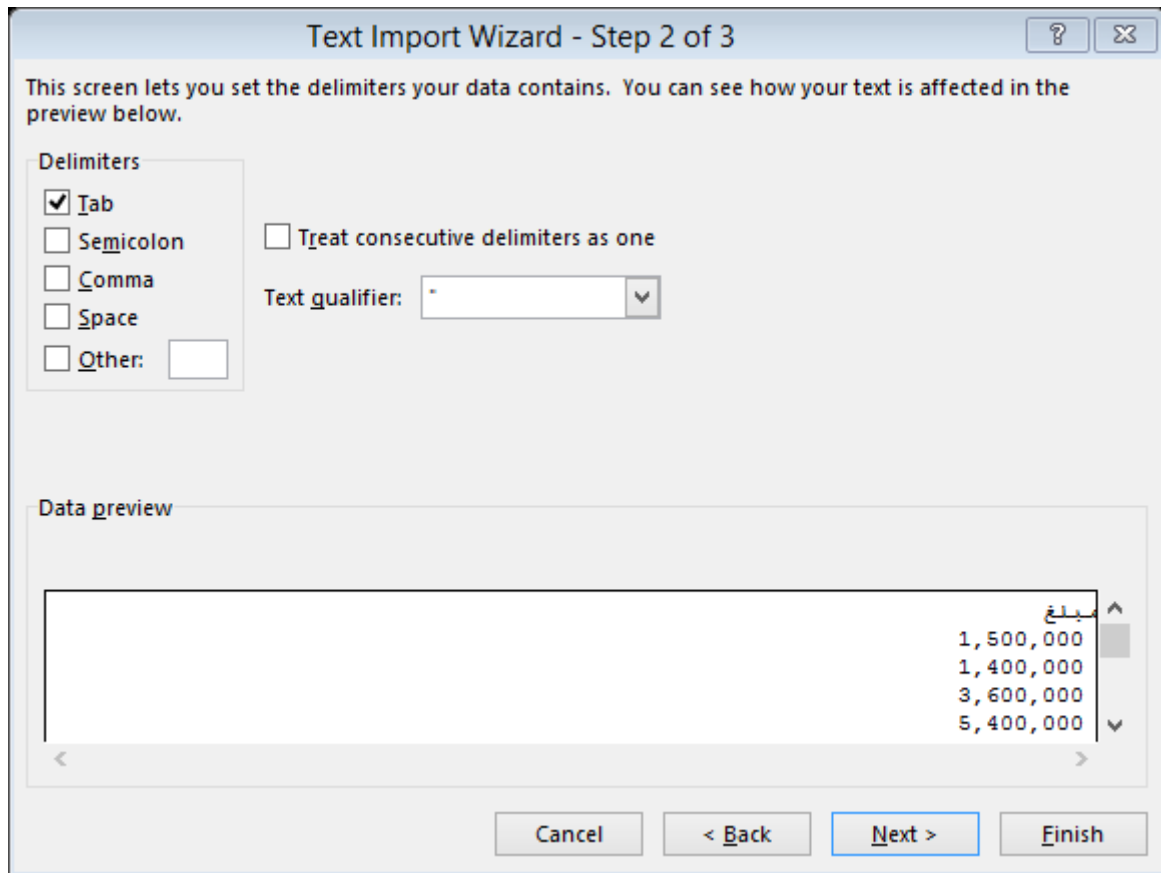 Text Import Wizard - Step 2 of 3
This screen lets you set the delimiters your data contains. You can see how your text is affected in the
preview below.
Delimiters
Tab
Semicolon
Comma
Space
Other:
Treat consecutive delimiters as one
Text qualifier: "
Data preview
مبلغ
1,500,000
1,400,000
3,600,000
5,400,000
Cancel
< Back
Next >
Finish